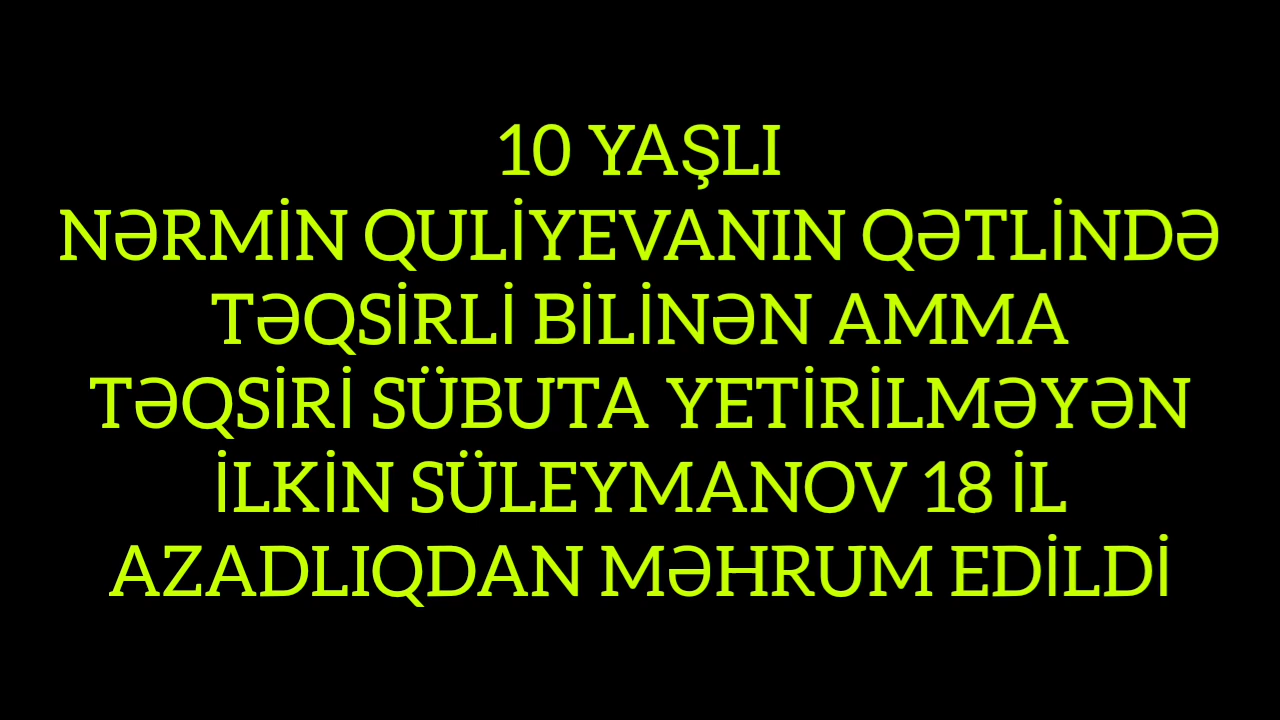 10 YAŞLI
NƏRMİN QULİYEVANIN QƏTLİNDƏ
TƏQSİRLİ BİLİNƏN AMMA
TƏQSİRİ SÜBUTA YETİRİLMƏYƏN
İLKİN SÜLEYMANOV 18 İL
AZADLIQDAN MƏHRUM EDİLDİ